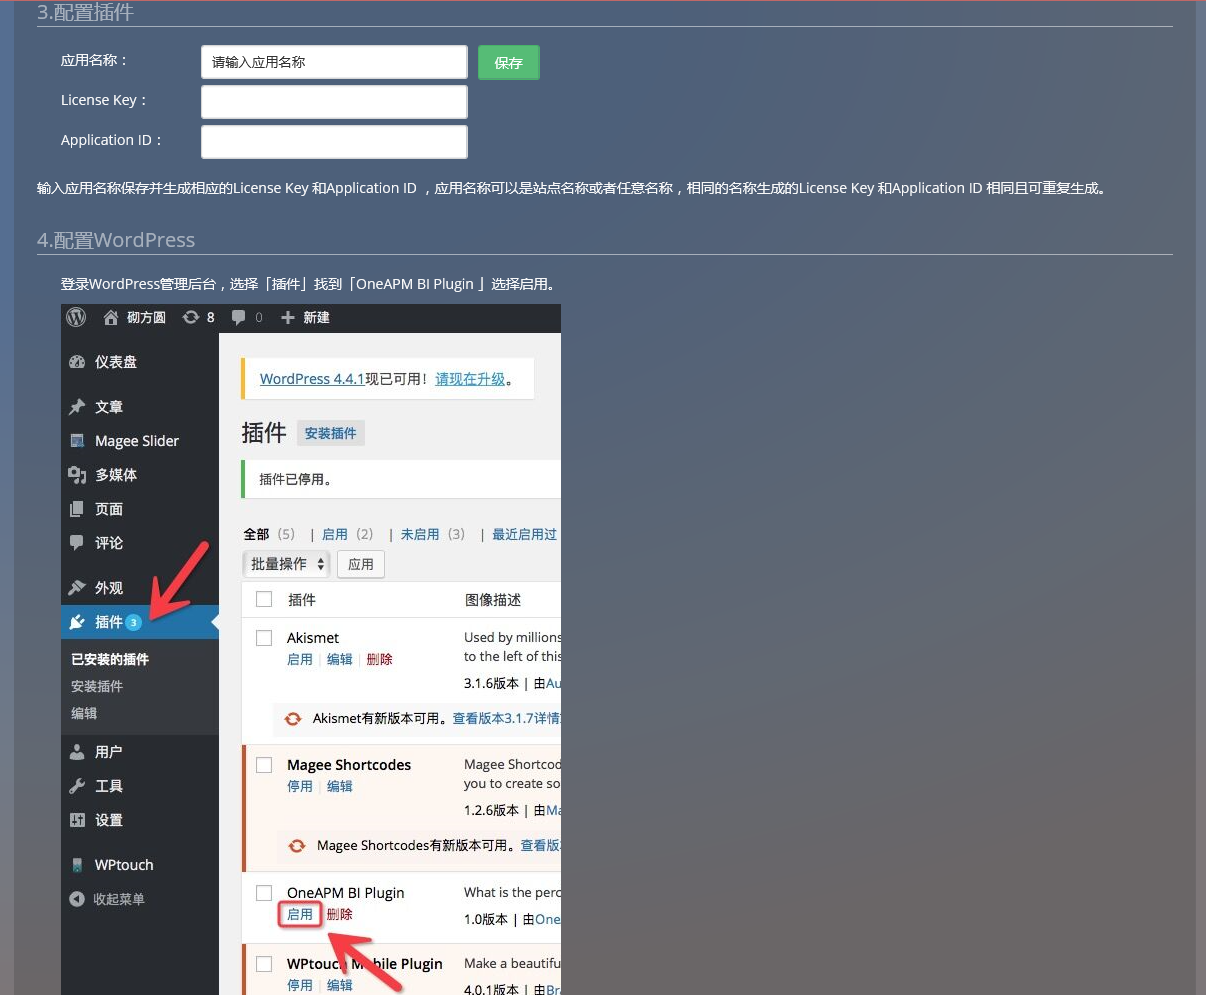 3.配置插件
应用名称： 请输入应用名称 保存
License Key：
Application ID：
输入应用名称保存并生成相应的License Key 和Application ID ，应用名称可以是站点名称或者任意名称，相同的名称生成的License Key 和Application ID 相同且可重复生成。
4.配置WordPress
登录WordPress管理后台，选择「插件」找到「OneAPM BI Plugin 」选择启用。
砌方圆 8 0 新建
仪表盘
文章
Magee Slider
多媒体
页面
评论
外观
插件 3
已安装的插件
安装插件
编辑
用户
工具
设置
WPtouch
收起菜单
WordPress 4.4.1现已可用！请现在升级。
插件 安装插件
插件已停用。
全部 (5) | 启用 (2) | 未启用 (3) | 最近启用过
批量操作 应用
插件 图像描述
Akismet Used by millions
启用 | 编辑 | 删除 to the left of this
3.1.6版本 | 由Au
Akismet有新版本可用。查看版本3.1.7详情
Magee Shortcodes Magee Shortcod
停用 | 编辑 you to create so
1.2.6版本 | 由Ma
Magee Shortcodes有新版本可用。查看版
OneAPM BI Plugin What is the perc
启用 删除 1.0版本 | 由One
WPtouch Mobile Plugin Make a beautifu
停用 | 编辑 4.0.1版本 | 由Br